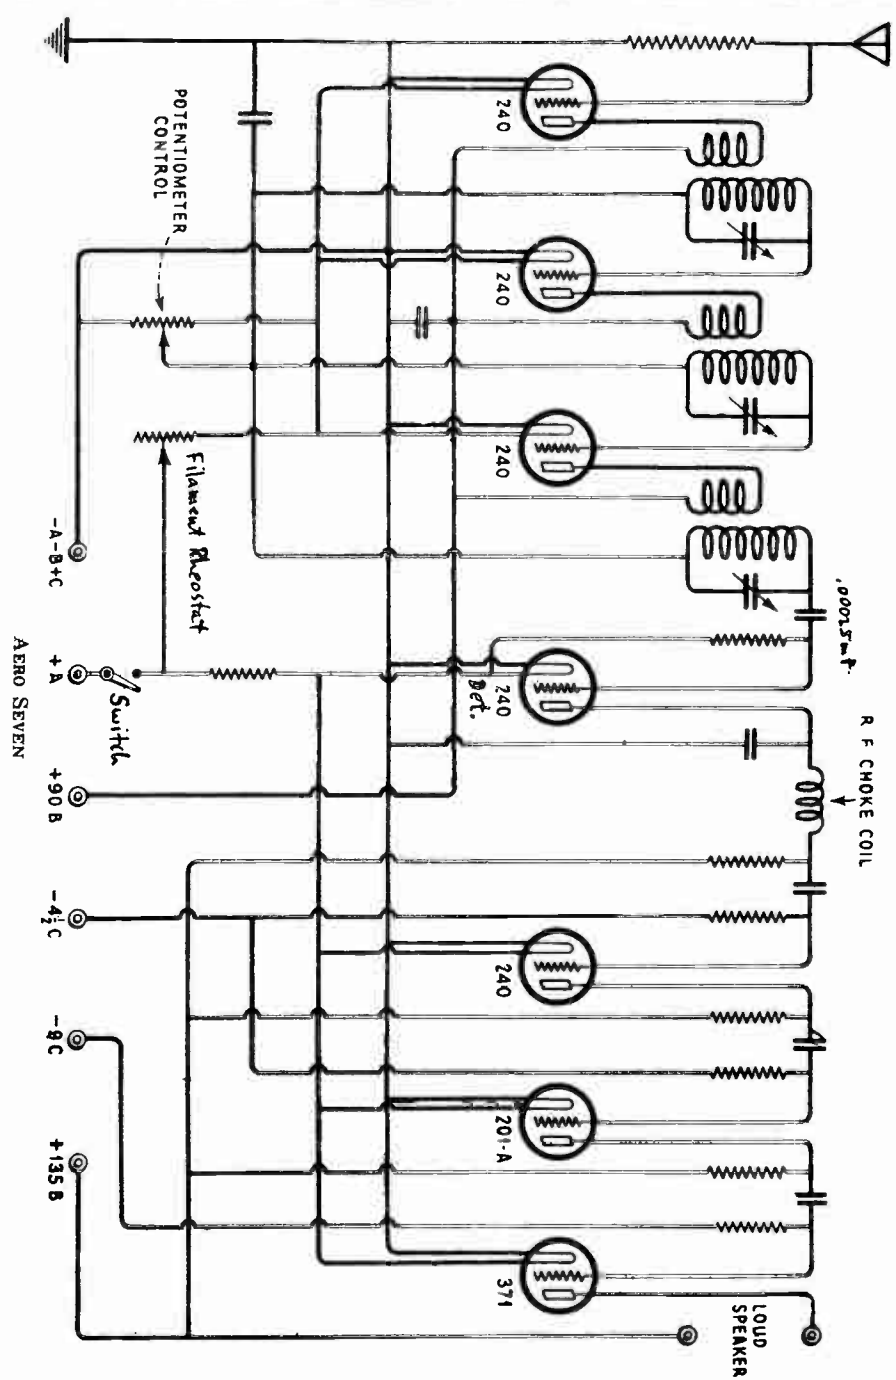 POTENTIOMETER
CONTROL
240
240
240
Filament Rheostat
.00025 mf.
240
Det.
R F CHOKE COIL
240
201-A
371
LOUD
SPEAKER
-A-B+C
+A
Switch
+90 B
-4½ C
-9 C
+135 B
AERO SEVEN